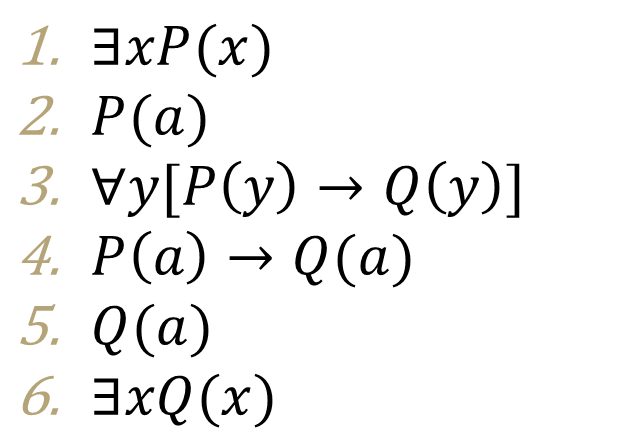 1. ∃xP(x)
2. P(a)
3. ∀y[P(y) → Q(y)]
4. P(a) → Q(a)
5. Q(a)
6. ∃xQ(x)